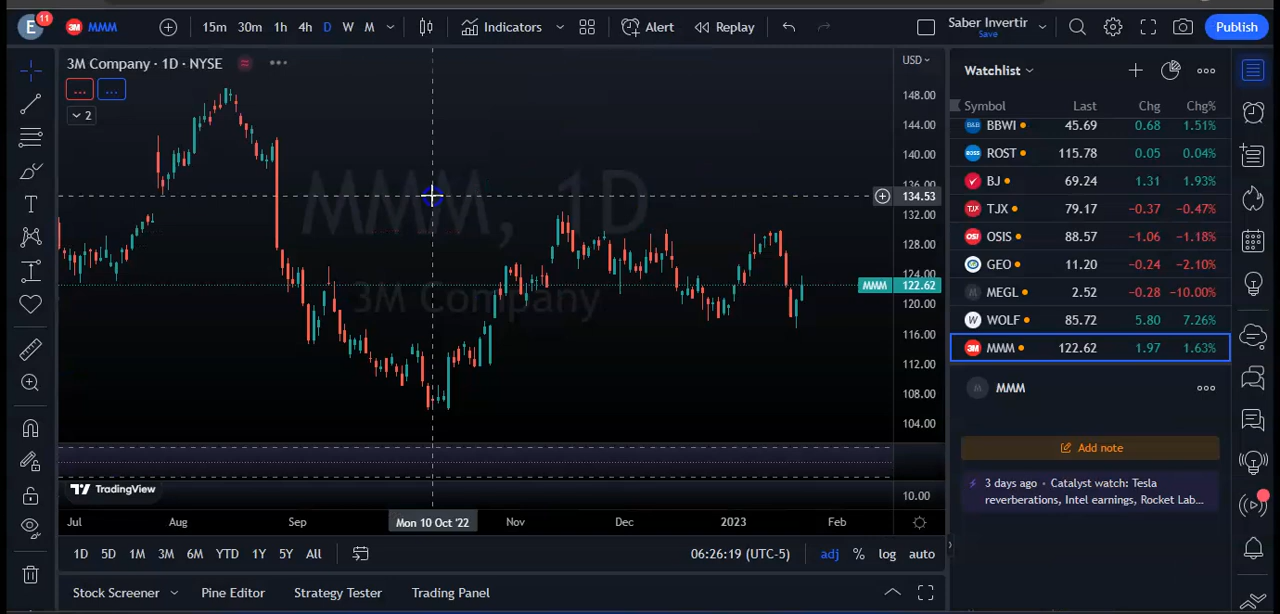 E 11 3M MMM 15m 30m 1h 4h D W M Indicators Alert Replay Saber Invertir Save Publish
3M Company · 1D · NYSE
... ...
2
MMM, 1D
3M Company
USD
148.00
144.00
140.00
136.00
134.53
132.00
128.00
124.00
MMM 122.62
120.00
116.00
112.00
108.00
104.00
10.00
TradingView
Jul Aug Sep Mon 10 Oct '22 Nov Dec 2023 Feb
1D 5D 1M 3M 6M YTD 1Y 5Y All 06:26:19 (UTC-5) adj % log auto
Stock Screener Pine Editor Strategy Tester Trading Panel
Watchlist
Symbol Last Chg Chg%
BBWI 45.69 0.68 1.51%
ROSS ROST 115.78 0.05 0.04%
BJ 69.24 1.31 1.93%
TJX TJX 79.17 −0.37 −0.47%
OSI OSIS 88.57 −1.06 −1.18%
GEO 11.20 −0.24 −2.10%
M MEGL 2.52 −0.28 −10.00%
W WOLF 85.72 5.80 7.26%
3M MMM 122.62 1.97 1.63%
M MMM
Add note
3 days ago · Catalyst watch: Tesla
reverberations, Intel earnings, Rocket Lab...